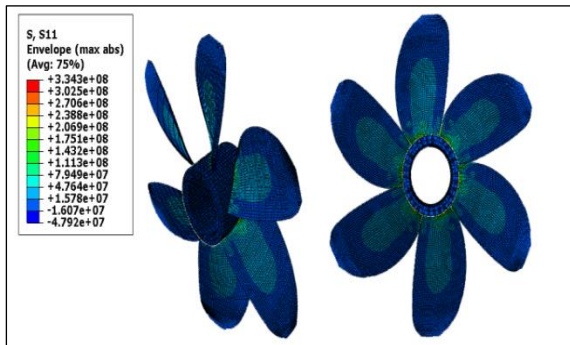 S, S11
Envelope (max abs)
(Avg: 75%)
+3.343e+08
+3.025e+08
+2.706e+08
+2.388e+08
+2.069e+08
+1.751e+08
+1.432e+08
+1.113e+08
+7.949e+07
+4.764e+07
+1.578e+07
-1.607e+07
-4.792e+07